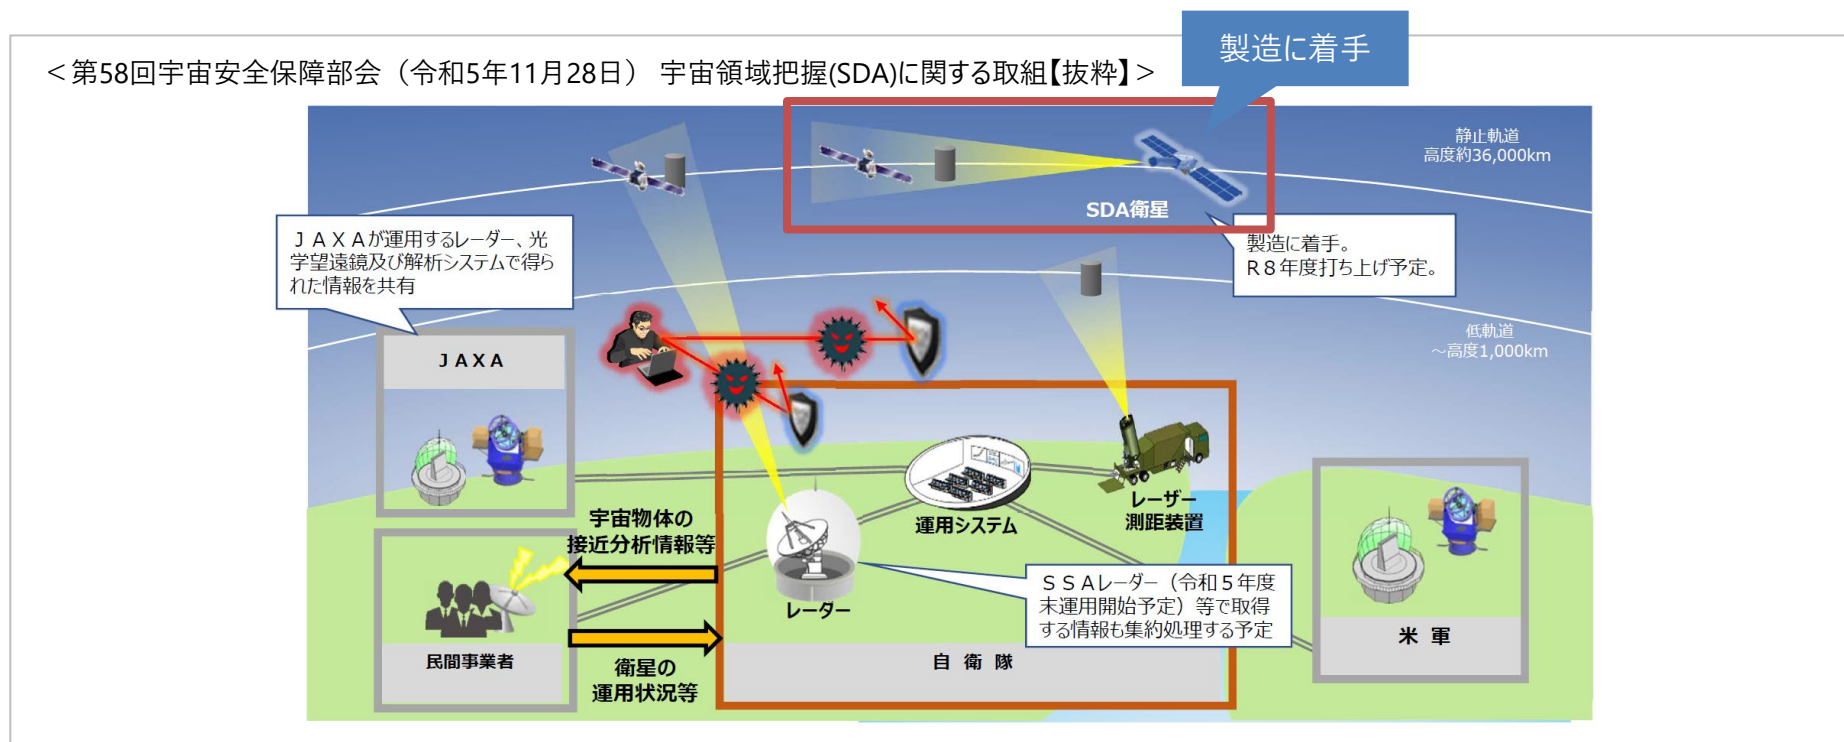 製造に着手
＜第58回宇宙安全保障部会（令和5年11月28日） 宇宙領域把握(SDA)に関する取組【抜粋】＞
静止軌道
高度約36,000km
SDA衛星
製造に着手。
R８年度打ち上げ予定。
ＪＡＸＡが運用するレーダー、光
学望遠鏡及び解析システムで得ら
れた情報を共有
低軌道
～高度1,000km
ＪＡＸＡ
レーザー
測距装置
運用システム
宇宙物体の
接近分析情報等
レーダー
ＳＳＡレーダー（令和５年度
末運用開始予定）等で取得
する情報も集約処理する予定
米 軍
民間事業者
衛星の
運用状況等
自 衛 隊